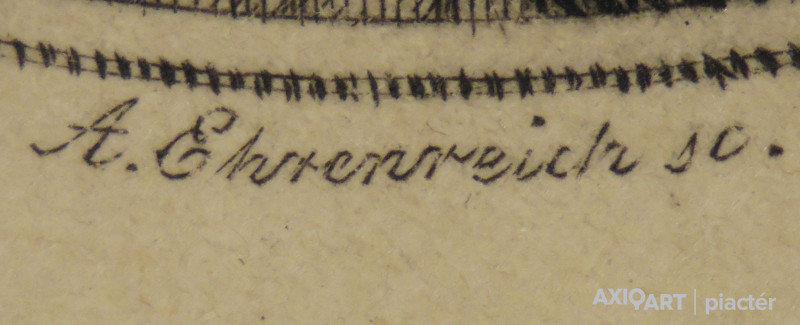 A. Ehrenreich sc.
AXIOART | piactér